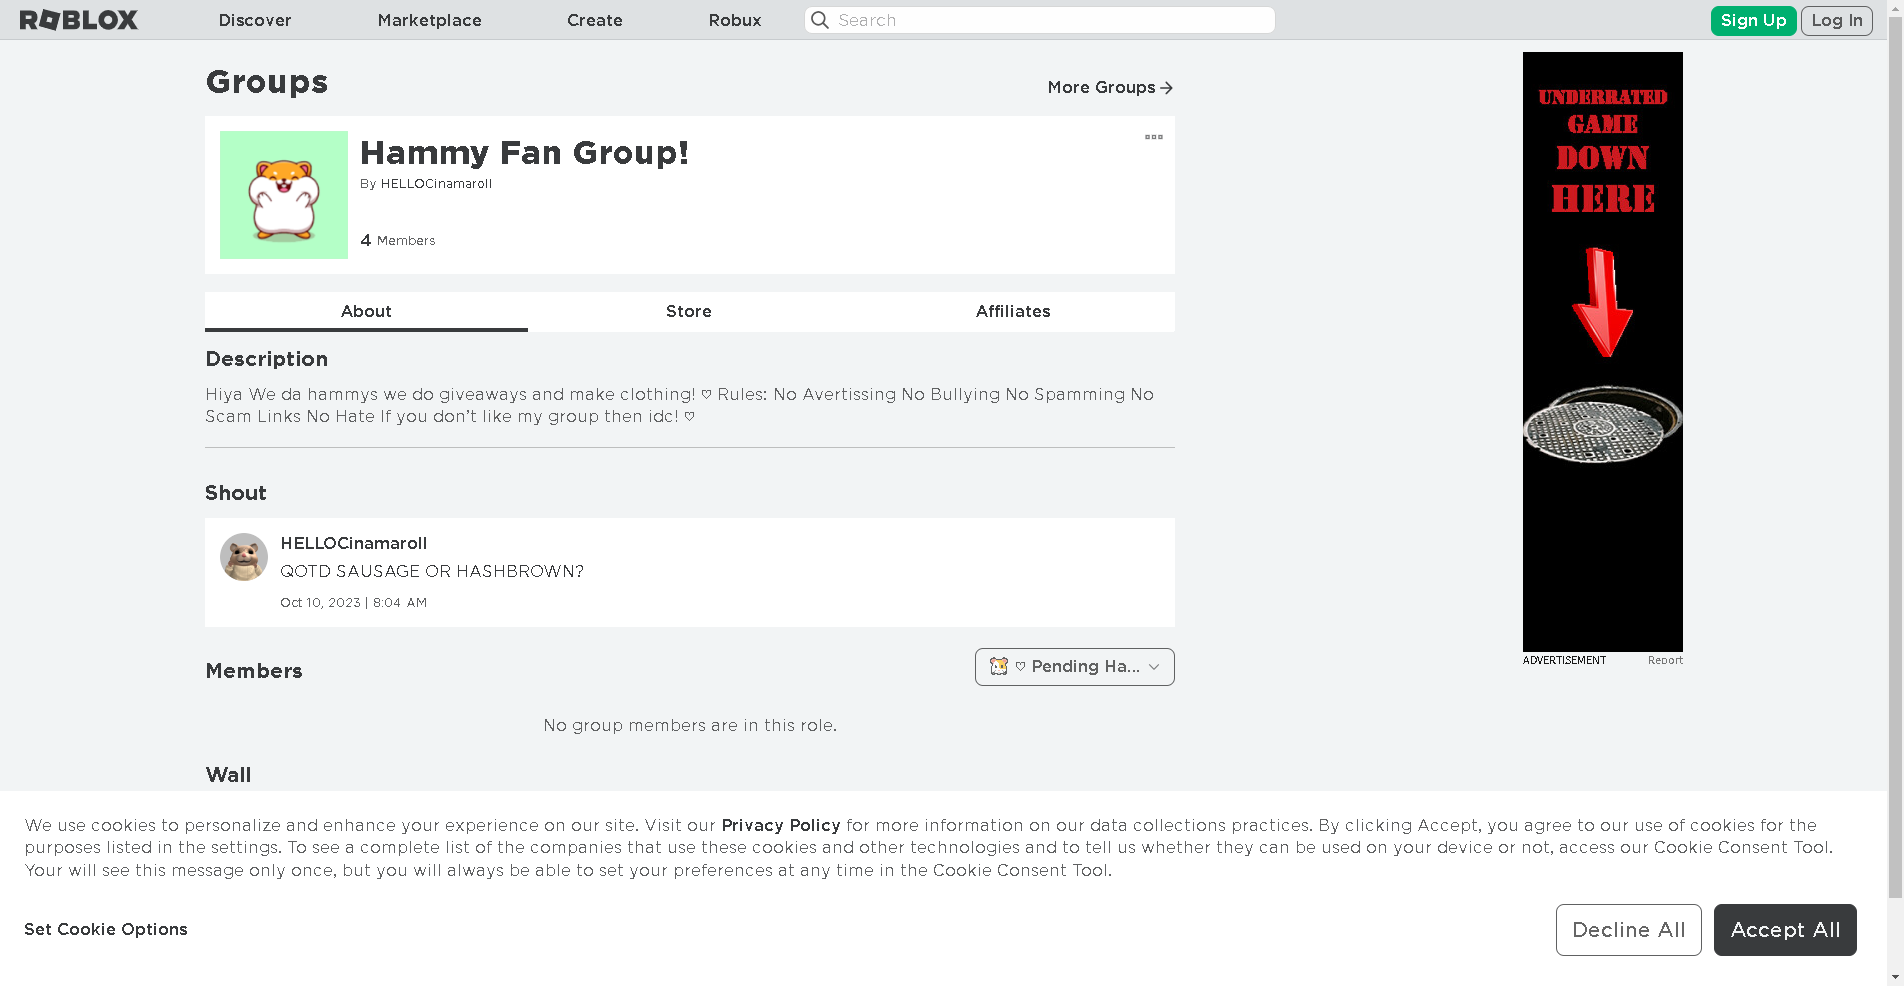 ROBLOX Discover Marketplace Create Robux Search Sign Up Log In
Groups
More Groups
Hammy Fan Group!
By HELLOCinamaroll
4 Members
About Store Affiliates
Description
Hiya We da hammys we do giveaways and make clothing! ♡ Rules: No Avertissing No Bullying No Spamming No
Scam Links No Hate If you don’t like my group then idc! ♡
Shout
HELLOCinamaroll
QOTD SAUSAGE OR HASHBROWN?
Oct 10, 2023 | 8:04 AM
Members
🐹 ♡ Pending Ha...
No group members are in this role.
Wall
UNDERRATED
GAME
DOWN
HERE
ADVERTISEMENT Report
We use cookies to personalize and enhance your experience on our site. Visit our Privacy Policy for more information on our data collections practices. By clicking Accept, you agree to our use of cookies for the
purposes listed in the settings. To see a complete list of the companies that use these cookies and other technologies and to tell us whether they can be used on your device or not, access our Cookie Consent Tool.
Your will see this message only once, but you will always be able to set your preferences at any time in the Cookie Consent Tool.
Set Cookie Options
Decline All
Accept All